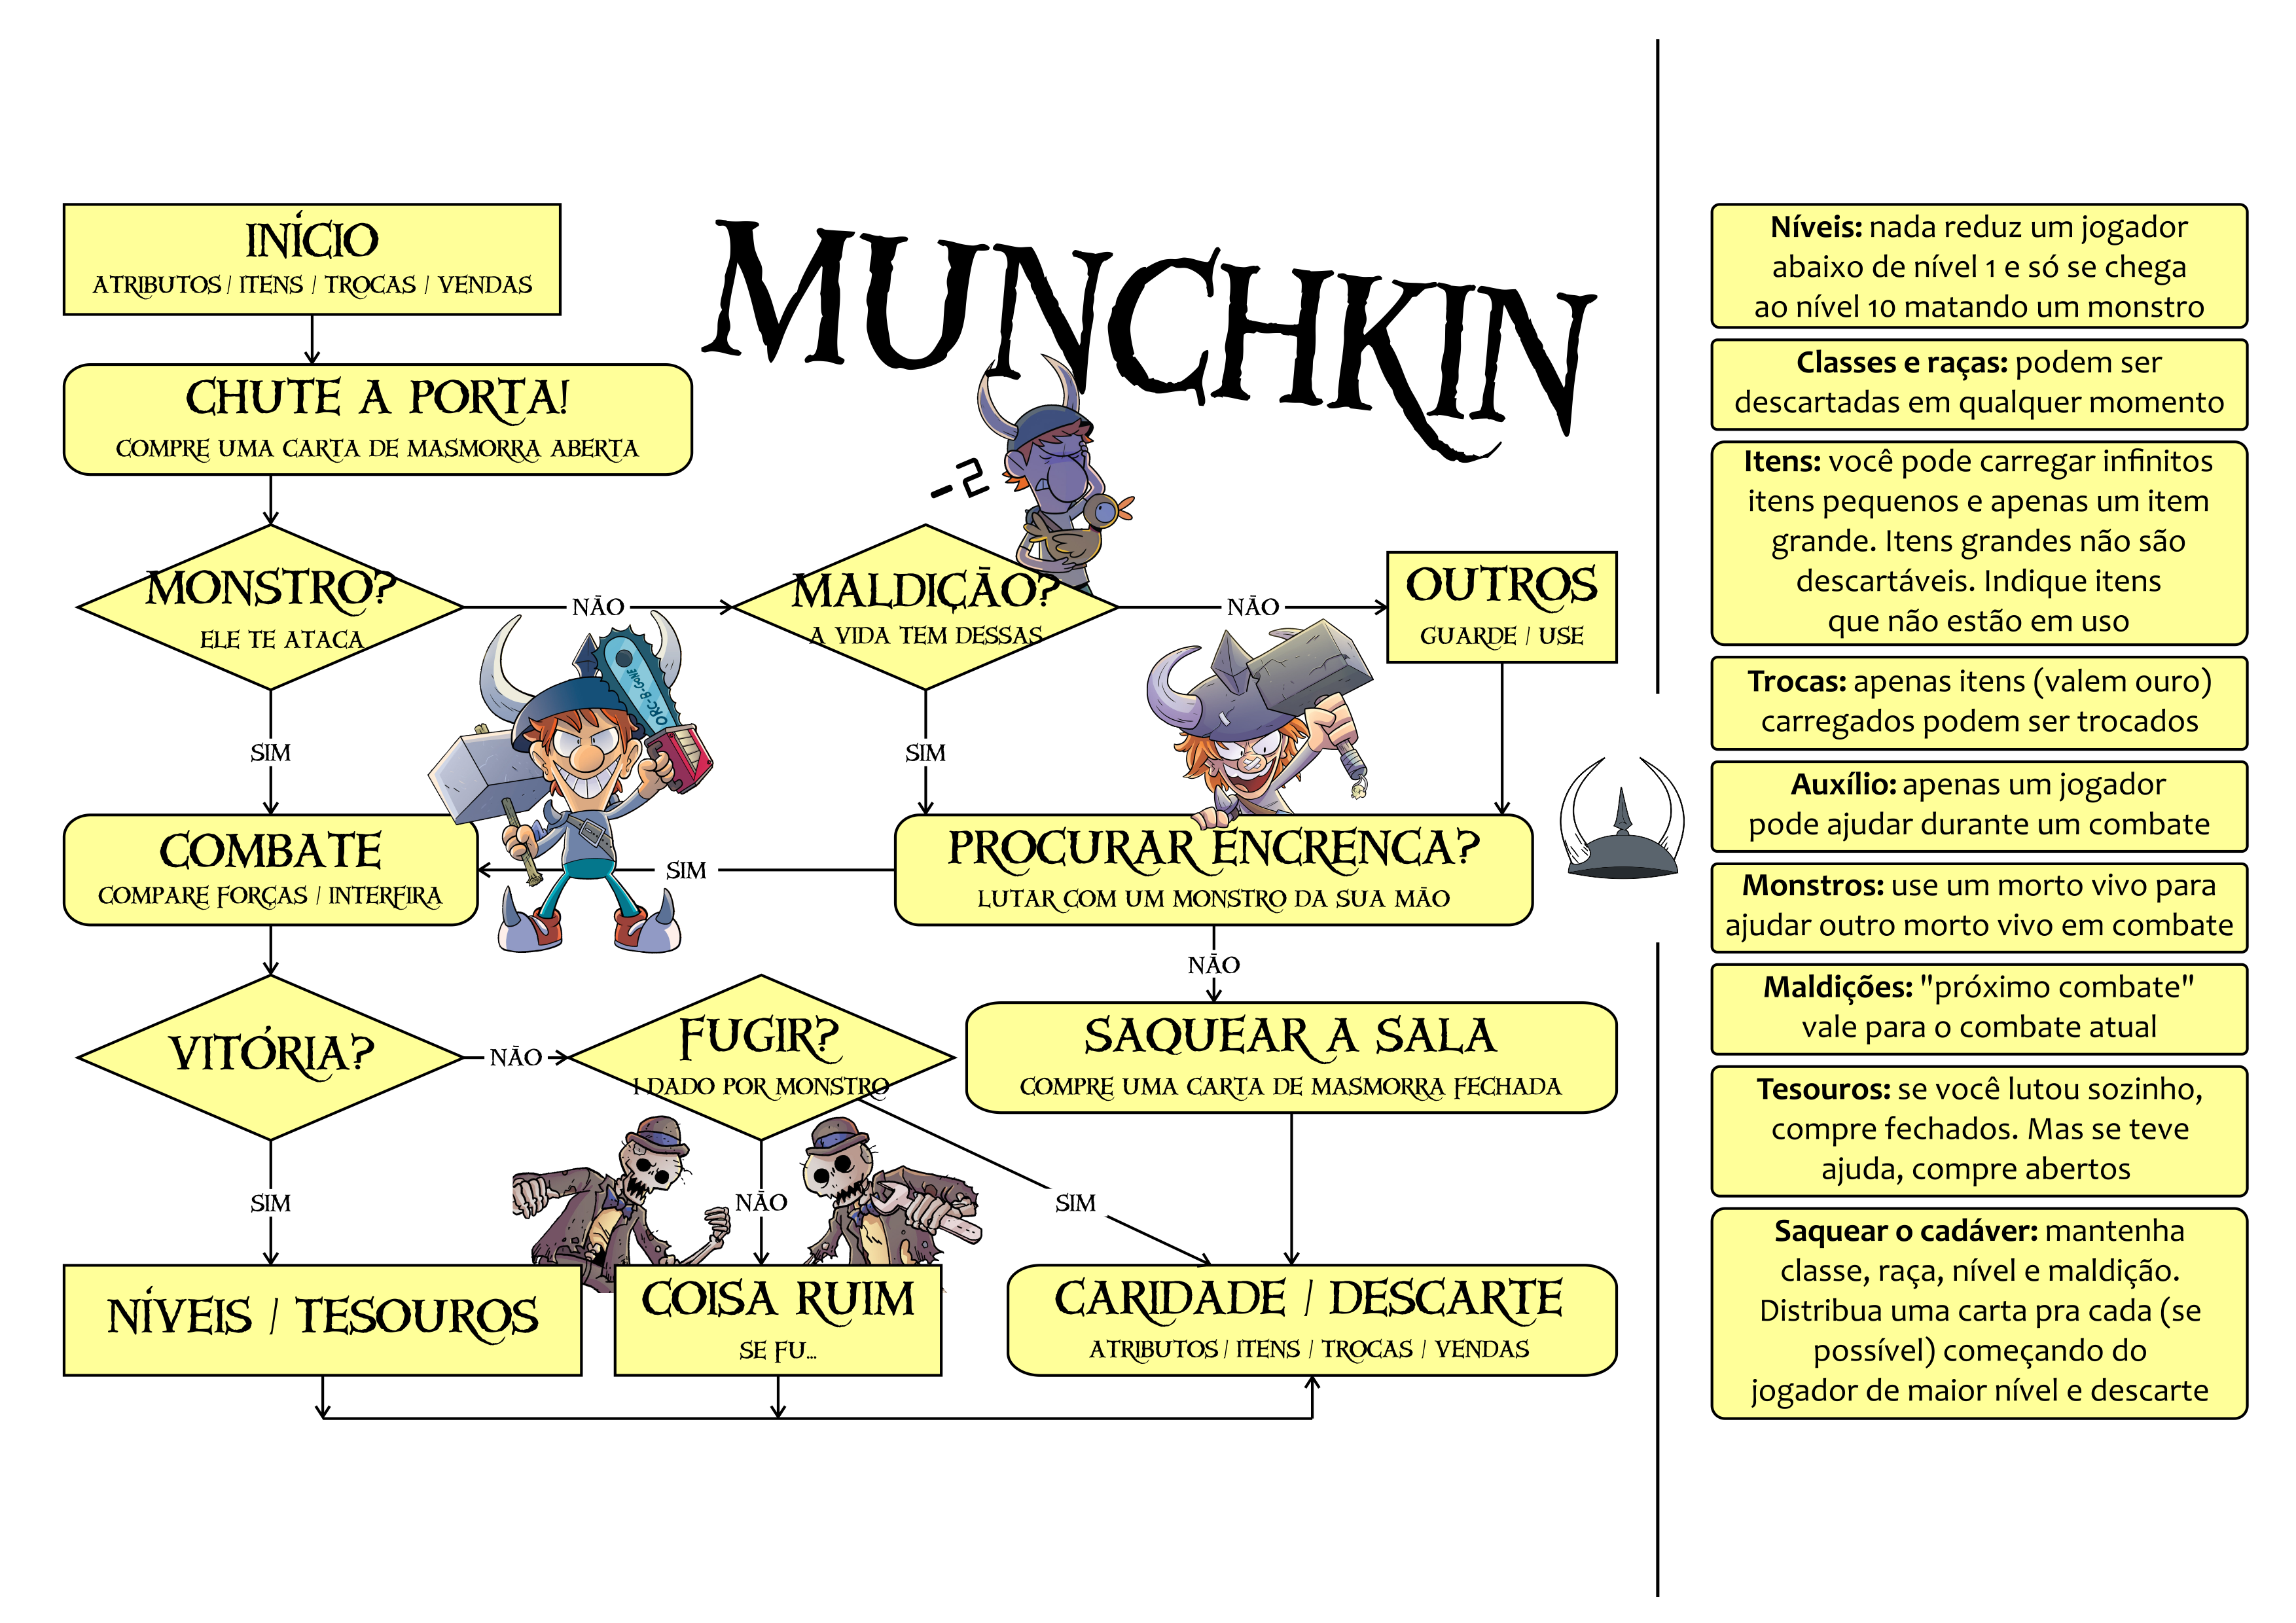 MUNCHKIN
INÍCIO
ATRIBUTOS / ITENS / TROCAS / VENDAS
CHUTE A PORTA!
COMPRE UMA CARTA DE MASMORRA ABERTA
-2
MONSTRO?
ELE TE ATACA
NÃO
MALDIÇÃO?
A VIDA TEM DESSAS
NÃO
OUTROS
GUARDE / USE
ORC-B-GONE
SIM
SIM
COMBATE
COMPARE FORÇAS / INTERFIRA
SIM
PROCURAR ENCRENCA?
LUTAR COM UM MONSTRO DA SUA MÃO
NÃO
VITÓRIA?
NÃO
FUGIR?
1 DADO POR MONSTRO
SAQUEAR A SALA
COMPRE UMA CARTA DE MASMORRA FECHADA
SIM
NÃO
SIM
NÍVEIS / TESOUROS
COISA RUIM
SE FU...
CARIDADE / DESCARTE
ATRIBUTOS / ITENS / TROCAS / VENDAS
Níveis: nada reduz um jogador
abaixo de nível 1 e só se chega
ao nível 10 matando um monstro
Classes e raças: podem ser
descartadas em qualquer momento
Itens: você pode carregar infinitos
itens pequenos e apenas um item
grande. Itens grandes não são
descartáveis. Indique itens
que não estão em uso
Trocas: apenas itens (valem ouro)
carregados podem ser trocados
Auxílio: apenas um jogador
pode ajudar durante um combate
Monstros: use um morto vivo para
ajudar outro morto vivo em combate
Maldições: "próximo combate"
vale para o combate atual
Tesouros: se você lutou sozinho,
compre fechados. Mas se teve
ajuda, compre abertos
Saquear o cadáver: mantenha
classe, raça, nível e maldição.
Distribua uma carta pra cada (se
possível) começando do
jogador de maior nível e descarte